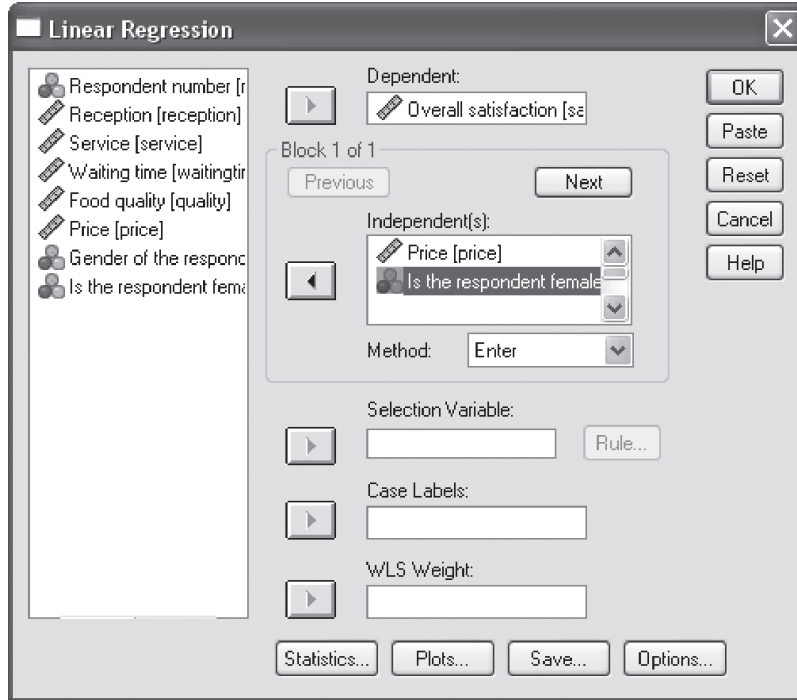 Linear Regression
Respondent number [r
Reception [reception]
Service [service]
Waiting time [waitingtir
Food quality [quality]
Price [price]
Gender of the responc
Is the respondent fema
Dependent:
Overall satisfaction [sa
Block 1 of 1
Previous
Next
Independent(s):
Price [price]
Is the respondent female
Method:
Enter
Selection Variable:
Rule...
Case Labels:
WLS Weight:
Statistics...
Plots...
Save...
Options...
OK
Paste
Reset
Cancel
Help